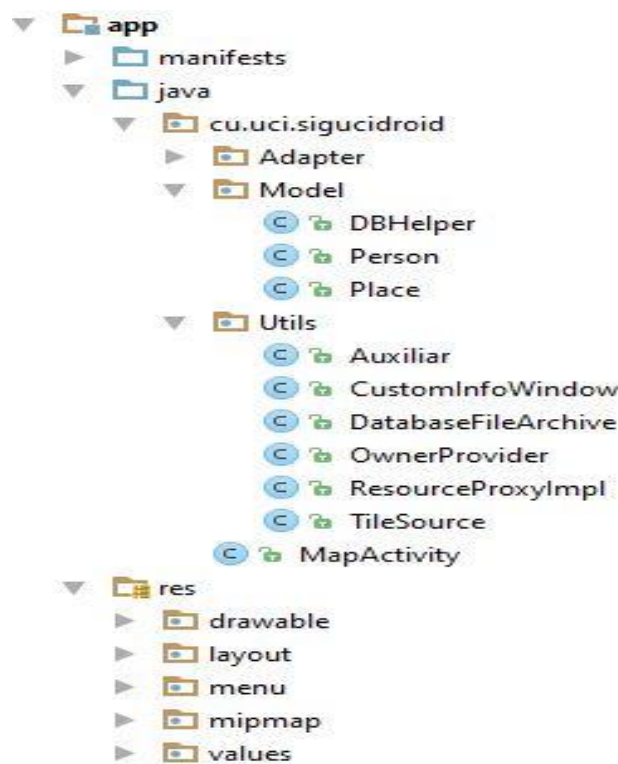 app
manifests
java
cu.uci.sigucidroid
Adapter
Model
C DBHelper
C Person
C Place
Utils
C Auxiliar
C CustomInfoWindow
C DatabaseFileArchive
C OwnerProvider
C ResourceProxyImpl
C TileSource
C MapActivity
res
drawable
layout
menu
mipmap
values